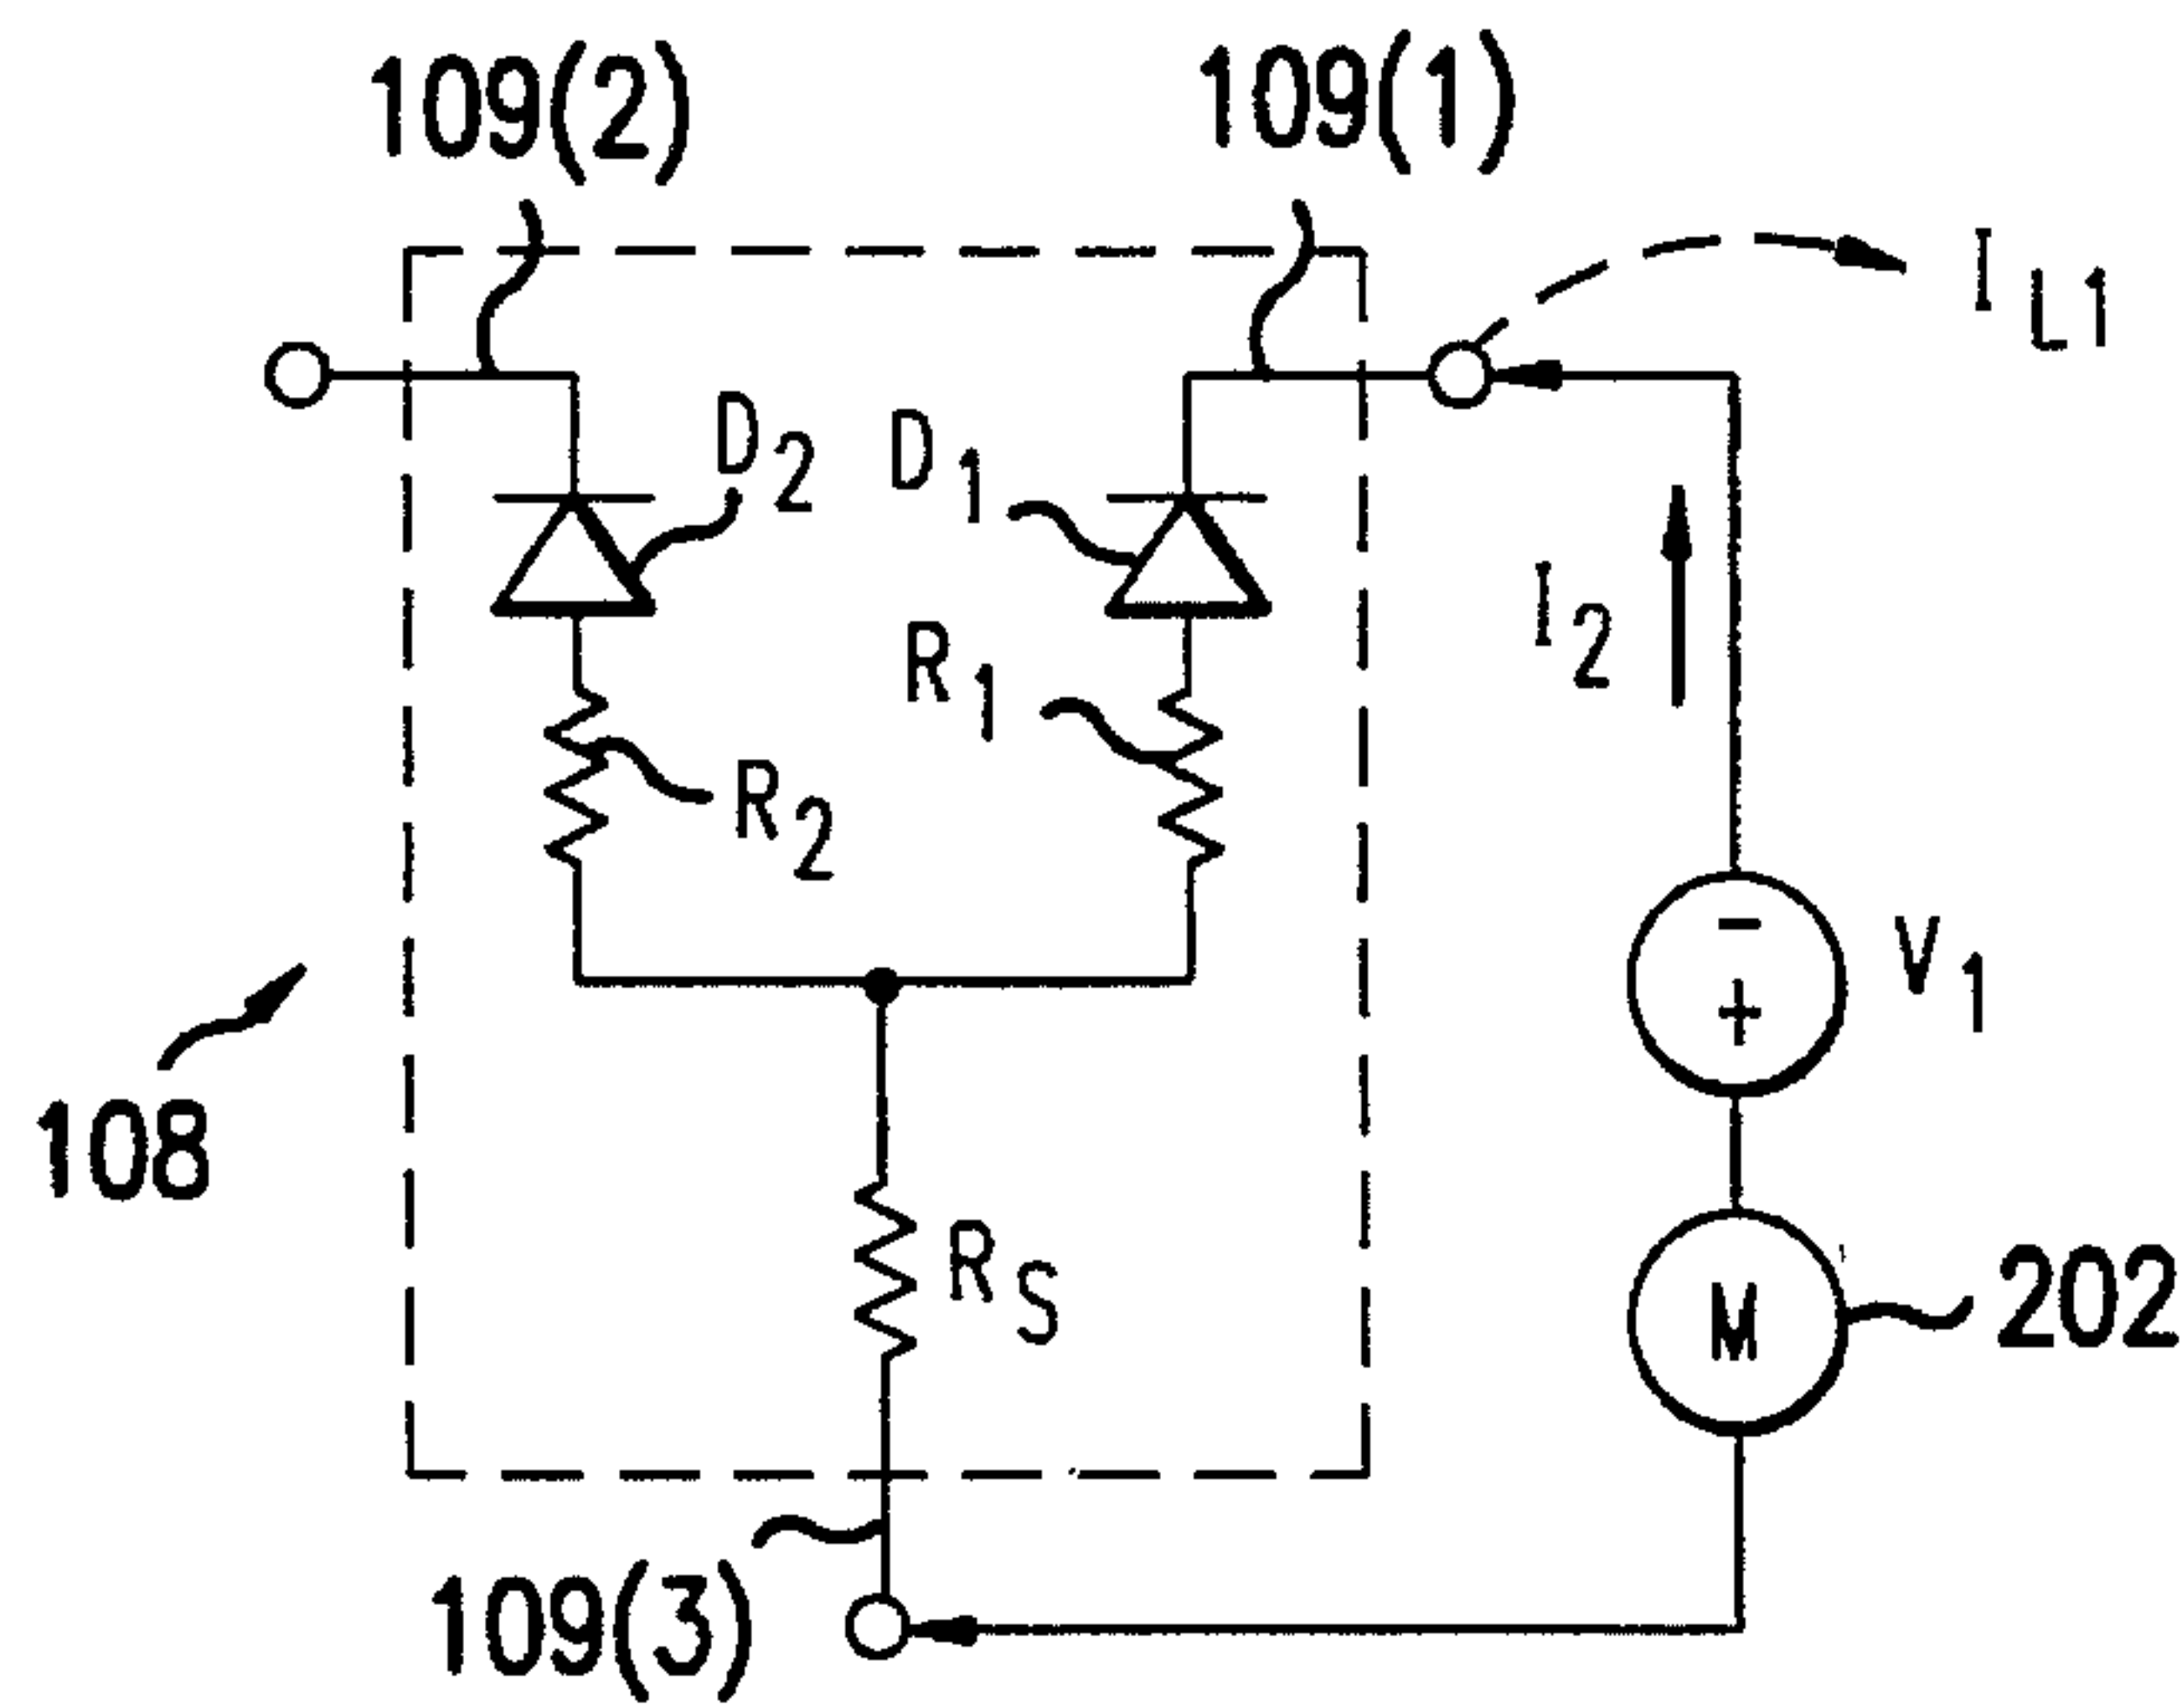 109(2)
109(1)
I L1
D2
D1
I2
R1
R2
V1
-
+
108
RS
M
202
109(3)